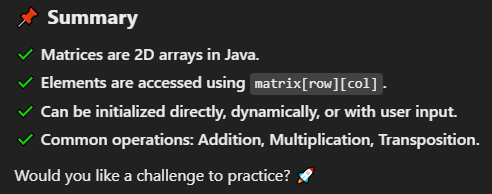 📌 Summary
✔ Matrices are 2D arrays in Java.
✔ Elements are accessed using matrix[row][col].
✔ Can be initialized directly, dynamically, or with user input.
✔ Common operations: Addition, Multiplication, Transposition.
Would you like a challenge to practice? 🚀